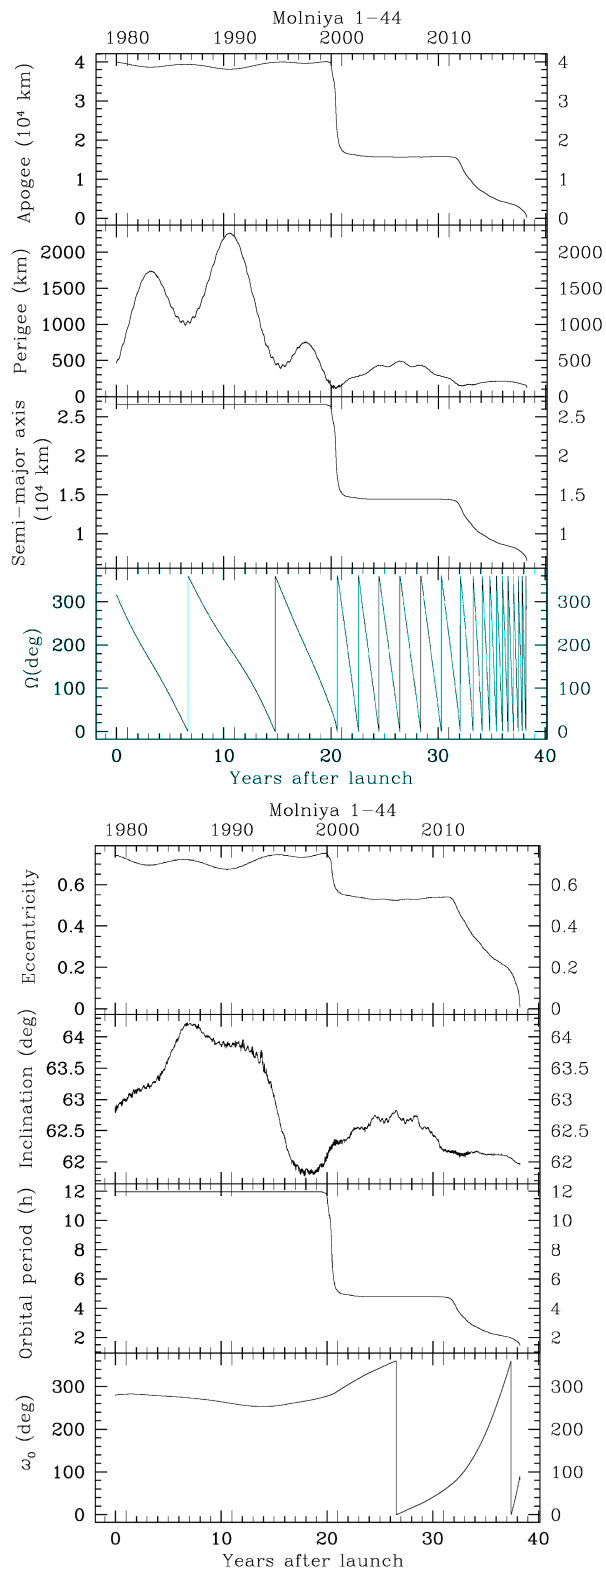 Molniya 1−44
1980 1990 2000 2010
Apogee (10⁴ km)
4 4
3 3
2 2
1 1
0 0
Perigee (km)
2000 2000
1500 1500
1000 1000
500 500
0 0
Semi−major axis
(10⁴ km)
2.5 2.5
2 2
1.5 1.5
1 1
Ω(deg)
300 300
200 200
100 100
0 0
0 10 20 30 40
Years after launch
Molniya 1−44
1980 1990 2000 2010
Eccentricity
0.6 0.6
0.4 0.4
0.2 0.2
0 0
Inclination (deg)
64 64
63.5 63.5
63 63
62.5 62.5
62 62
Orbital period (h)
12 12
10 10
8 8
6 6
4 4
2 2
ω₀ (deg)
300 300
200 200
100 100
0 0
0 10 20 30 40
Years after launch